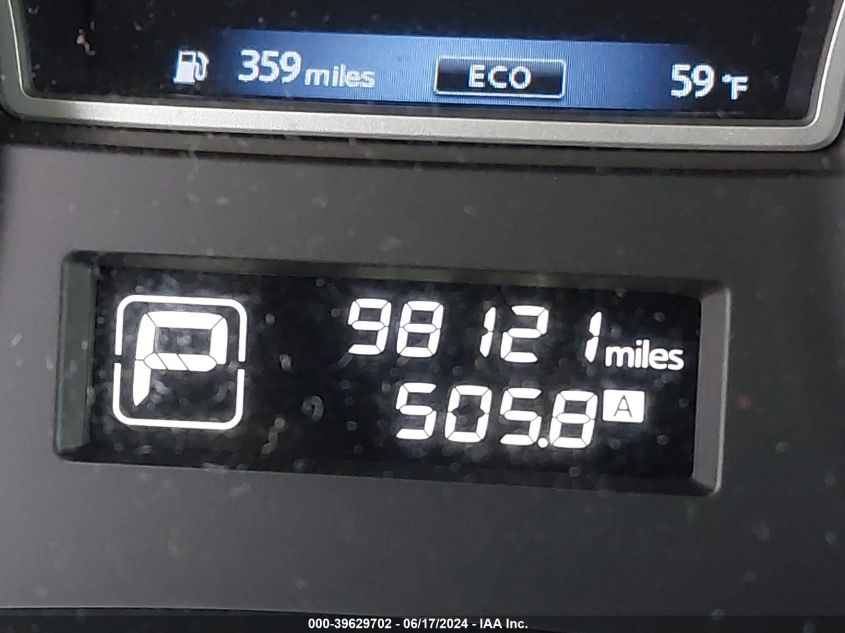 359 miles ECO 59 °F
P 98121 miles
505.8 A
000-39629702 - 06/17/2024 - IAA Inc.